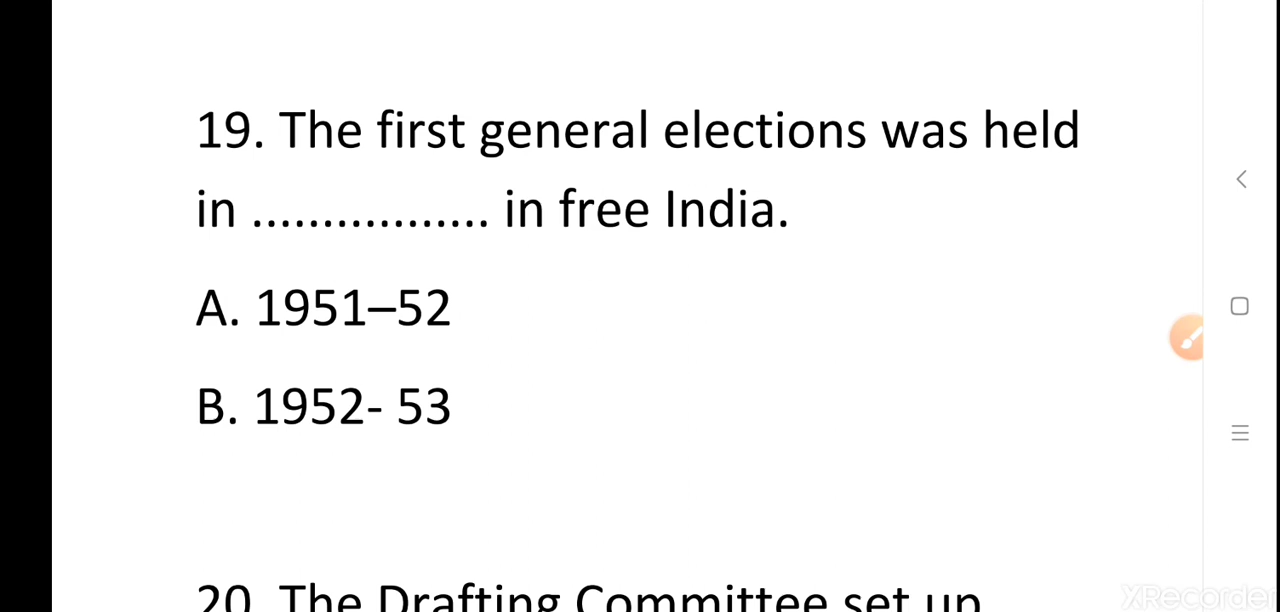 19. The first general elections was held
in ................. in free India.
A. 1951–52
B. 1952- 53
20. The Drafting Committee set up
XRecorder